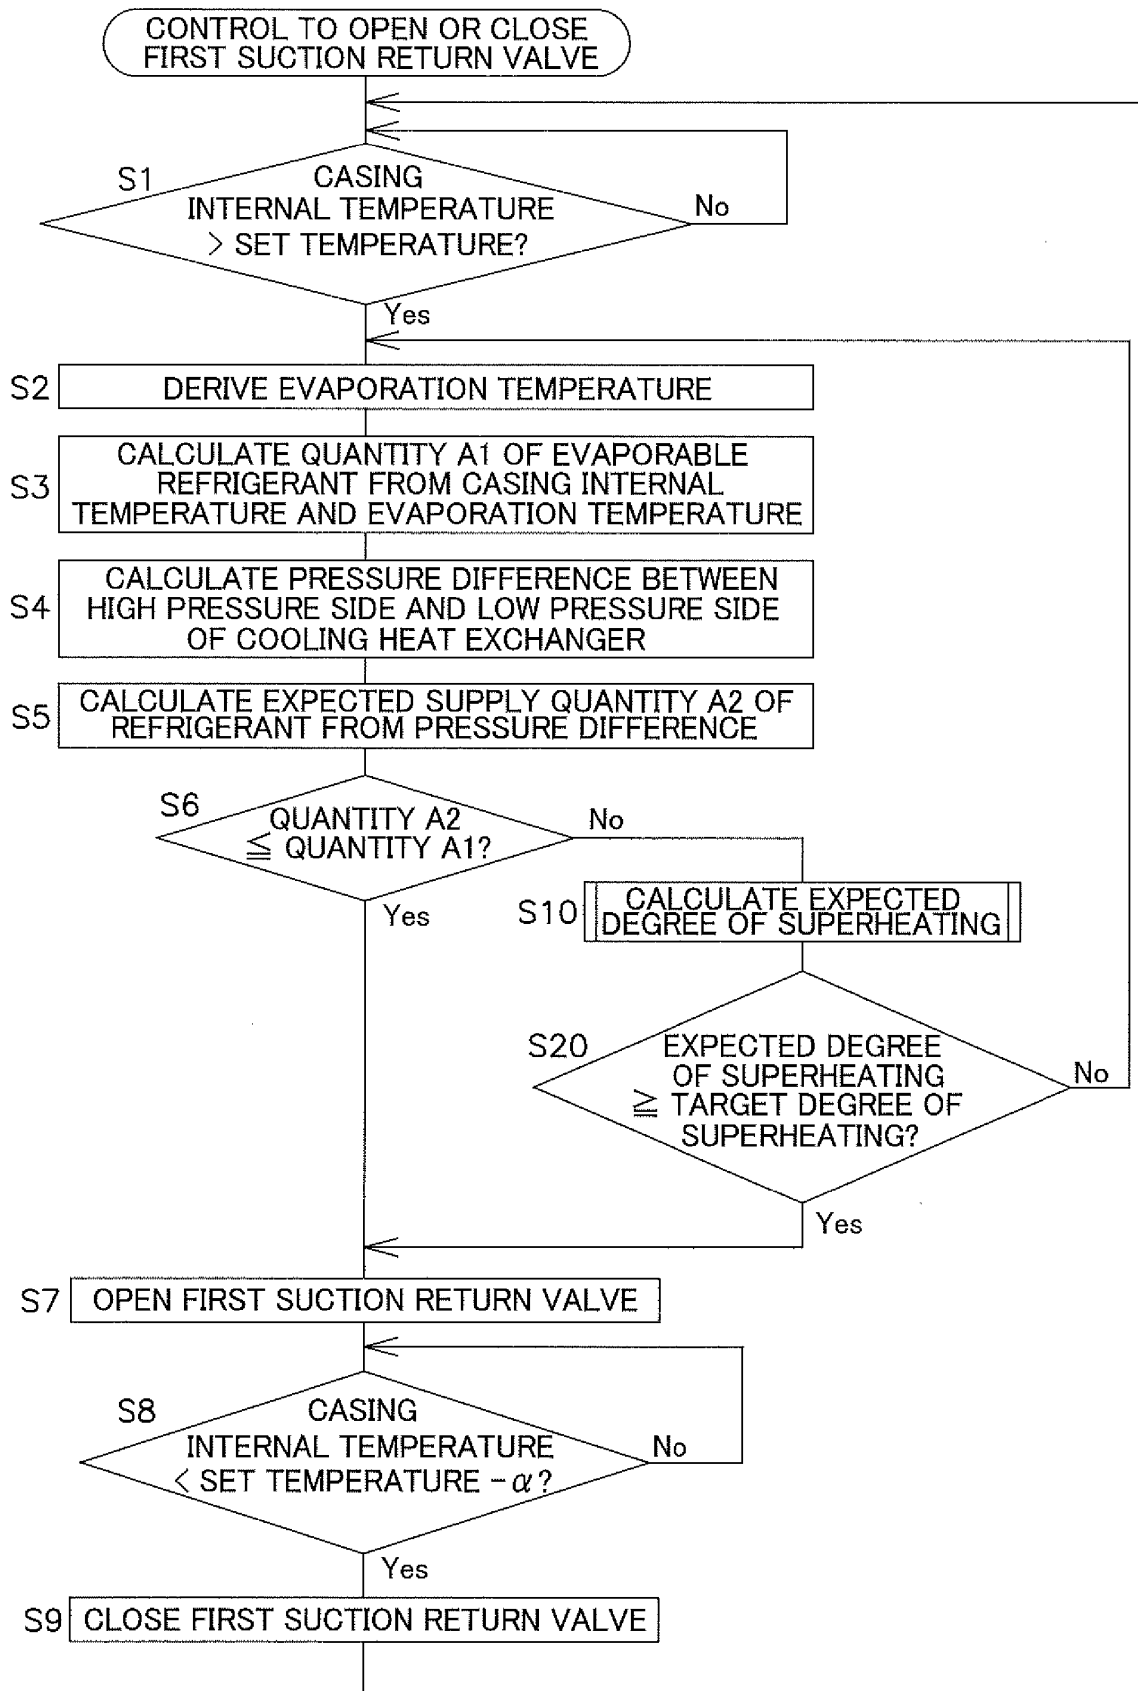 CONTROL TO OPEN OR CLOSE
FIRST SUCTION RETURN VALVE
S1
CASING
INTERNAL TEMPERATURE
> SET TEMPERATURE?
No
Yes
S2
DERIVE EVAPORATION TEMPERATURE
S3
CALCULATE QUANTITY A1 OF EVAPORABLE
REFRIGERANT FROM CASING INTERNAL
TEMPERATURE AND EVAPORATION TEMPERATURE
S4
CALCULATE PRESSURE DIFFERENCE BETWEEN
HIGH PRESSURE SIDE AND LOW PRESSURE SIDE
OF COOLING HEAT EXCHANGER
S5
CALCULATE EXPECTED SUPPLY QUANTITY A2 OF
REFRIGERANT FROM PRESSURE DIFFERENCE
S6
QUANTITY A2
≦ QUANTITY A1?
No
Yes
S10
CALCULATE EXPECTED
DEGREE OF SUPERHEATING
S20
EXPECTED DEGREE
OF SUPERHEATING
≧ TARGET DEGREE OF
SUPERHEATING?
No
Yes
S7
OPEN FIRST SUCTION RETURN VALVE
S8
CASING
INTERNAL TEMPERATURE
< SET TEMPERATURE - α?
No
Yes
S9
CLOSE FIRST SUCTION RETURN VALVE